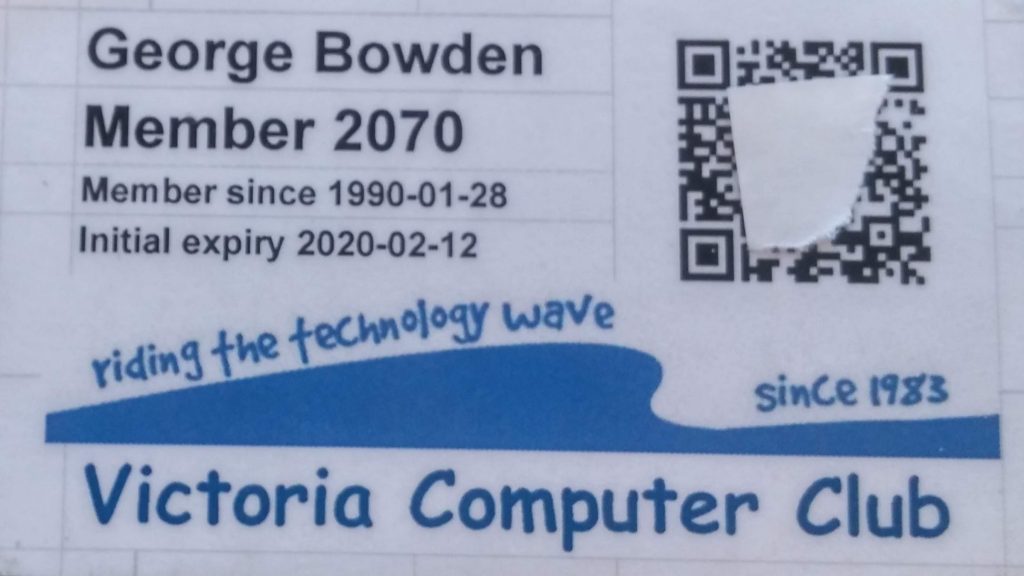 George Bowden
Member 2070
Member since 1990-01-28
Initial expiry 2020-02-12
riding the technology wave
since 1983
Victoria Computer Club